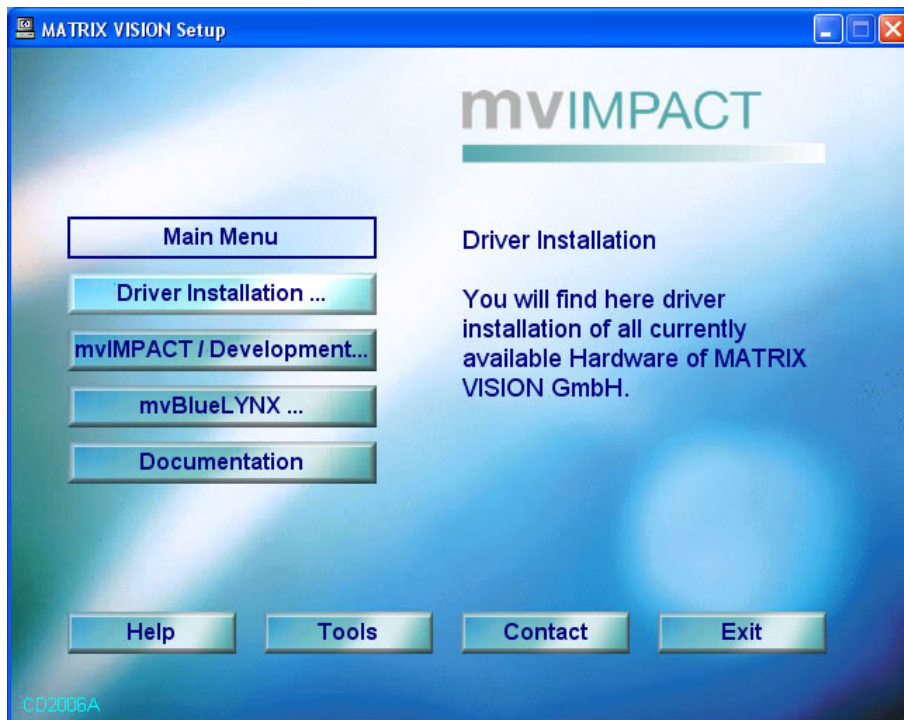 MATRIX VISION Setup
mvIMPACT
Main Menu
Driver Installation ...
mvIMPACT / Development...
mvBlueLYNX ...
Documentation
Driver Installation
You will find here driver
installation of all currently
available Hardware of MATRIX
VISION GmbH.
Help
Tools
Contact
Exit
CD2006A